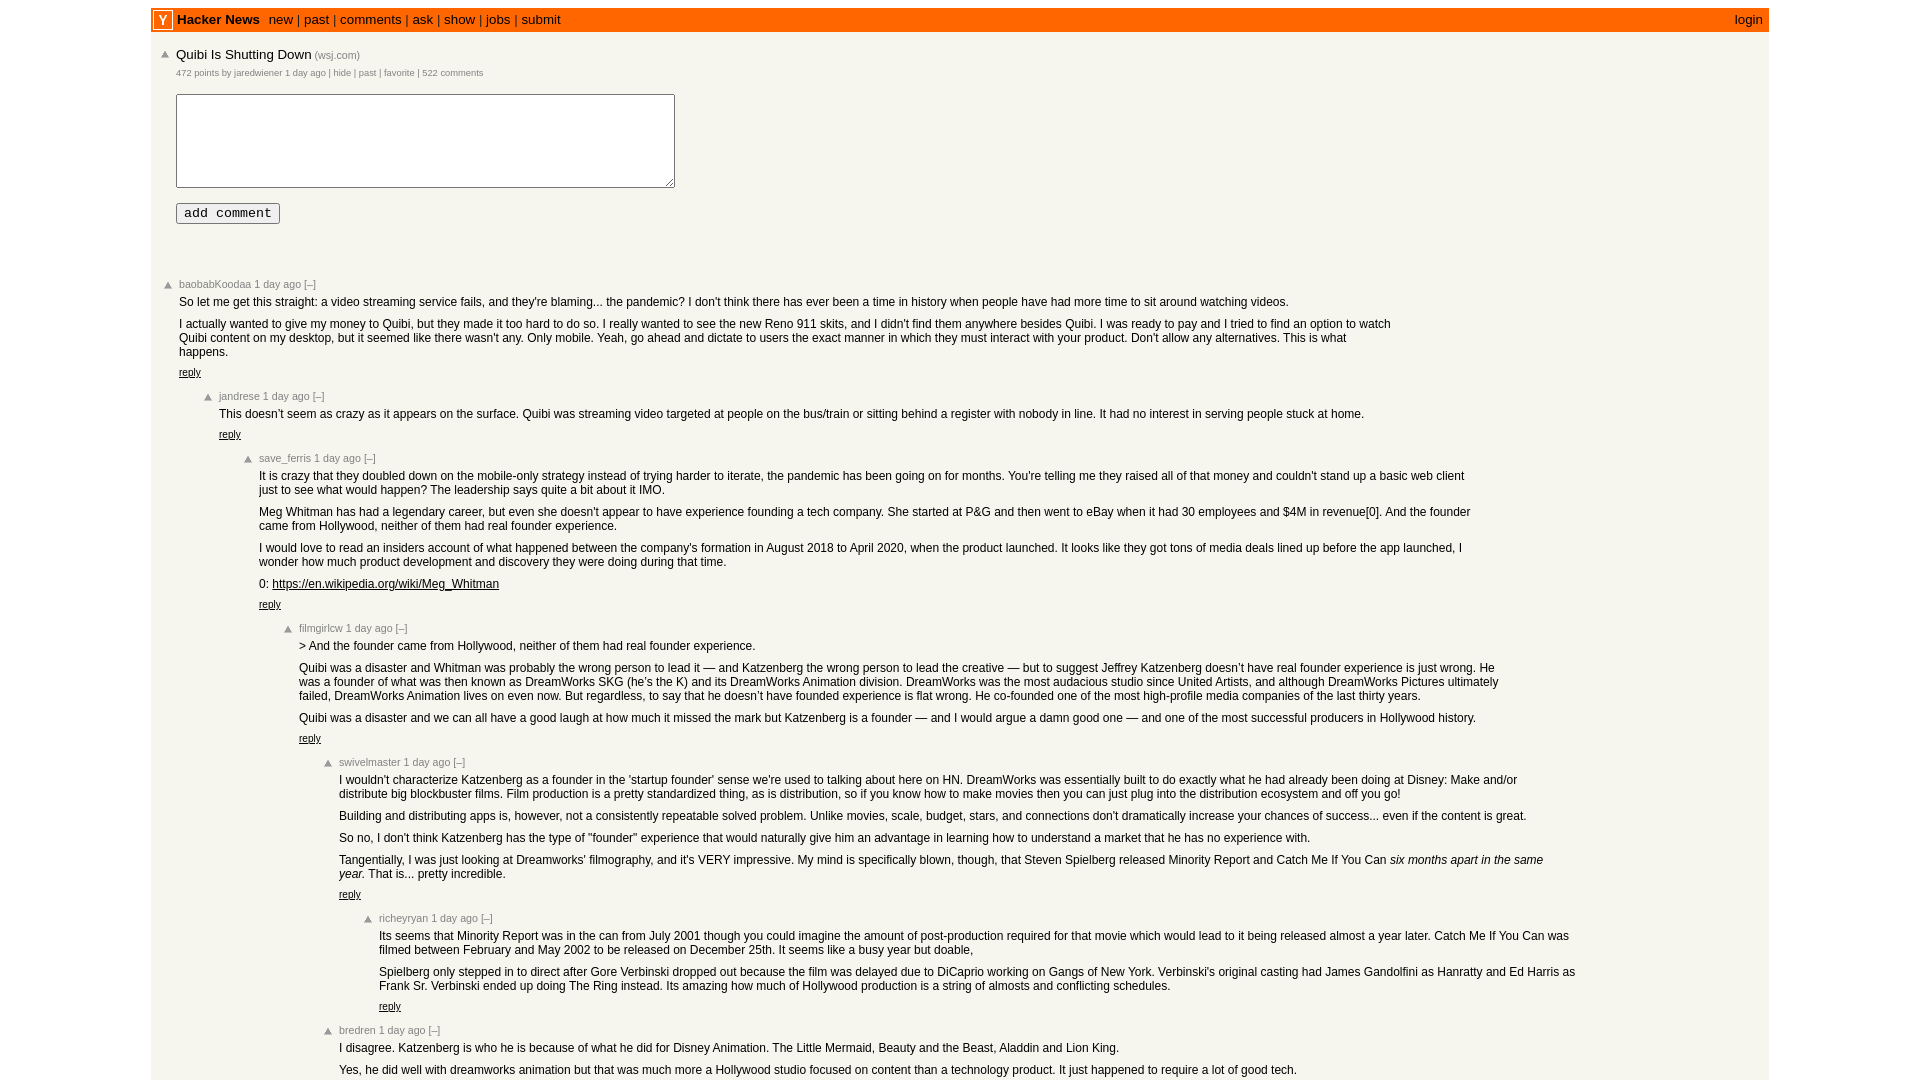 Y Hacker News new | past | comments | ask | show | jobs | submit login
Quibi Is Shutting Down (wsj.com)
472 points by jaredwiener 1 day ago | hide | past | favorite | 522 comments
add comment
baobabKoodaa 1 day ago [–]
So let me get this straight: a video streaming service fails, and they're blaming... the pandemic? I don't think there has ever been a time in history when people have had more time to sit around watching videos.
I actually wanted to give my money to Quibi, but they made it too hard to do so. I really wanted to see the new Reno 911 skits, and I didn't find them anywhere besides Quibi. I was ready to pay and I tried to find an option to watch
Quibi content on my desktop, but it seemed like there wasn't any. Only mobile. Yeah, go ahead and dictate to users the exact manner in which they must interact with your product. Don't allow any alternatives. This is what
happens.
reply
jandrese 1 day ago [–]
This doesn’t seem as crazy as it appears on the surface. Quibi was streaming video targeted at people on the bus/train or sitting behind a register with nobody in line. It had no interest in serving people stuck at home.
reply
save_ferris 1 day ago [–]
It is crazy that they doubled down on the mobile-only strategy instead of trying harder to iterate, the pandemic has been going on for months. You're telling me they raised all of that money and couldn't stand up a basic web client
just to see what would happen? The leadership says quite a bit about it IMO.
Meg Whitman has had a legendary career, but even she doesn't appear to have experience founding a tech company. She started at P&G and then went to eBay when it had 30 employees and $4M in revenue[0]. And the founder
came from Hollywood, neither of them had real founder experience.
I would love to read an insiders account of what happened between the company's formation in August 2018 to April 2020, when the product launched. It looks like they got tons of media deals lined up before the app launched, I
wonder how much product development and discovery they were doing during that time.
0: https://en.wikipedia.org/wiki/Meg_Whitman
reply
filmgirlcw 1 day ago [–]
> And the founder came from Hollywood, neither of them had real founder experience.
Quibi was a disaster and Whitman was probably the wrong person to lead it — and Katzenberg the wrong person to lead the creative — but to suggest Jeffrey Katzenberg doesn’t have real founder experience is just wrong. He
was a founder of what was then known as DreamWorks SKG (he’s the K) and its DreamWorks Animation division. DreamWorks was the most audacious studio since United Artists, and although DreamWorks Pictures ultimately
failed, DreamWorks Animation lives on even now. But regardless, to say that he doesn’t have founded experience is flat wrong. He co-founded one of the most high-profile media companies of the last thirty years.
Quibi was a disaster and we can all have a good laugh at how much it missed the mark but Katzenberg is a founder — and I would argue a damn good one — and one of the most successful producers in Hollywood history.
reply
swivelmaster 1 day ago [–]
I wouldn't characterize Katzenberg as a founder in the 'startup founder' sense we're used to talking about here on HN. DreamWorks was essentially built to do exactly what he had already been doing at Disney: Make and/or
distribute big blockbuster films. Film production is a pretty standardized thing, as is distribution, so if you know how to make movies then you can just plug into the distribution ecosystem and off you go!
Building and distributing apps is, however, not a consistently repeatable solved problem. Unlike movies, scale, budget, stars, and connections don't dramatically increase your chances of success... even if the content is great.
So no, I don't think Katzenberg has the type of "founder" experience that would naturally give him an advantage in learning how to understand a market that he has no experience with.
Tangentially, I was just looking at Dreamworks' filmography, and it's VERY impressive. My mind is specifically blown, though, that Steven Spielberg released Minority Report and Catch Me If You Can six months apart in the same
year. That is... pretty incredible.
reply
richeyryan 1 day ago [–]
Its seems that Minority Report was in the can from July 2001 though you could imagine the amount of post-production required for that movie which would lead to it being released almost a year later. Catch Me If You Can was
filmed between February and May 2002 to be released on December 25th. It seems like a busy year but doable,
Spielberg only stepped in to direct after Gore Verbinski dropped out because the film was delayed due to DiCaprio working on Gangs of New York. Verbinski's original casting had James Gandolfini as Hanratty and Ed Harris as
Frank Sr. Verbinski ended up doing The Ring instead. Its amazing how much of Hollywood production is a string of almosts and conflicting schedules.
reply
bredren 1 day ago [–]
I disagree. Katzenberg is who he is because of what he did for Disney Animation. The Little Mermaid, Beauty and the Beast, Aladdin and Lion King.
Yes, he did well with dreamworks animation but that was much more a Hollywood studio focused on content than a technology product. It just happened to require a lot of good tech.